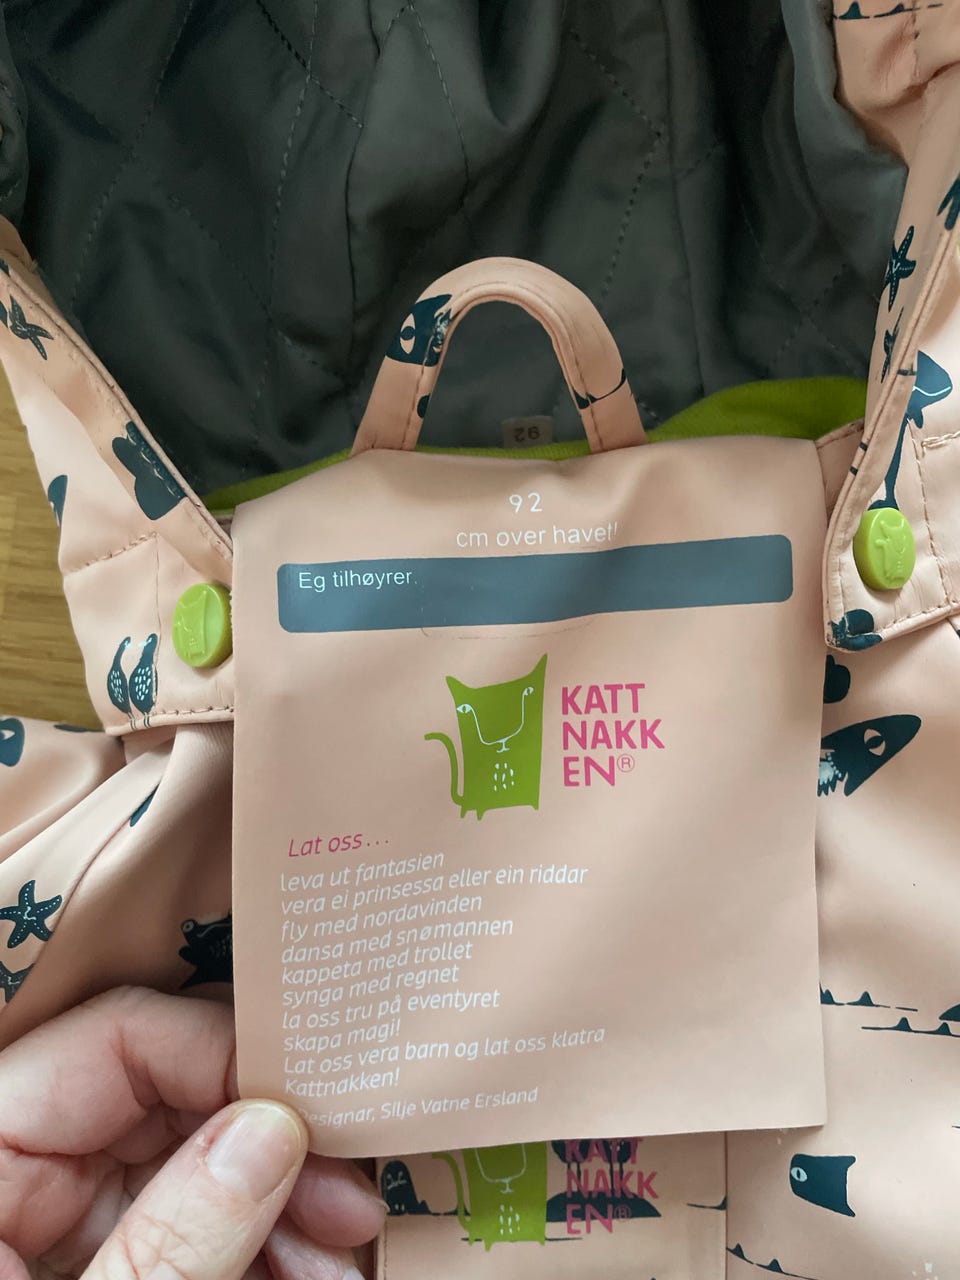 92
92
cm over havet!
Eg tilhøyrer.
KATT
NAKK
EN®
Lat oss...
leva ut fantasien
vera ei prinsessa eller ein riddar
fly med nordavinden
dansa med snømannen
kappeta med trollet
synga med regnet
la oss tru på eventyret
skapa magi!
Lat oss vera barn og lat oss klatra
Kattnakken!
Designar, Silje Vatne Ersland
KATT
NAKK
EN®